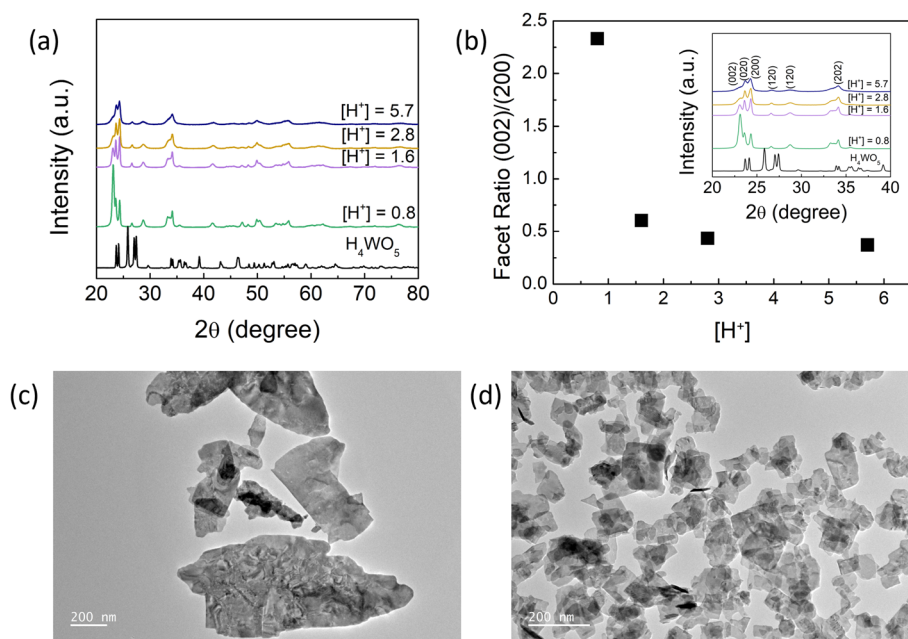 (a)
Intensity (a.u.)
[H⁺] = 5.7
[H⁺] = 2.8
[H⁺] = 1.6
[H⁺] = 0.8
H₄WO₅
20 30 40 50 60 70 80
2θ (degree)
(b)
Facet Ratio (002)/(200)
2.5
2.0
1.5
1.0
0.5
0.0
0 1 2 3 4 5 6
[H⁺]
Intensity (a.u.)
(002)
(020)
(200)
(120)
(120)
(202)
[H⁺] = 5.7
[H⁺] = 2.8
[H⁺] = 1.6
[H⁺] = 0.8
H₄WO₅
20 25 30 35 40
2θ (degree)
(c)
200 nm
(d)
200 nm